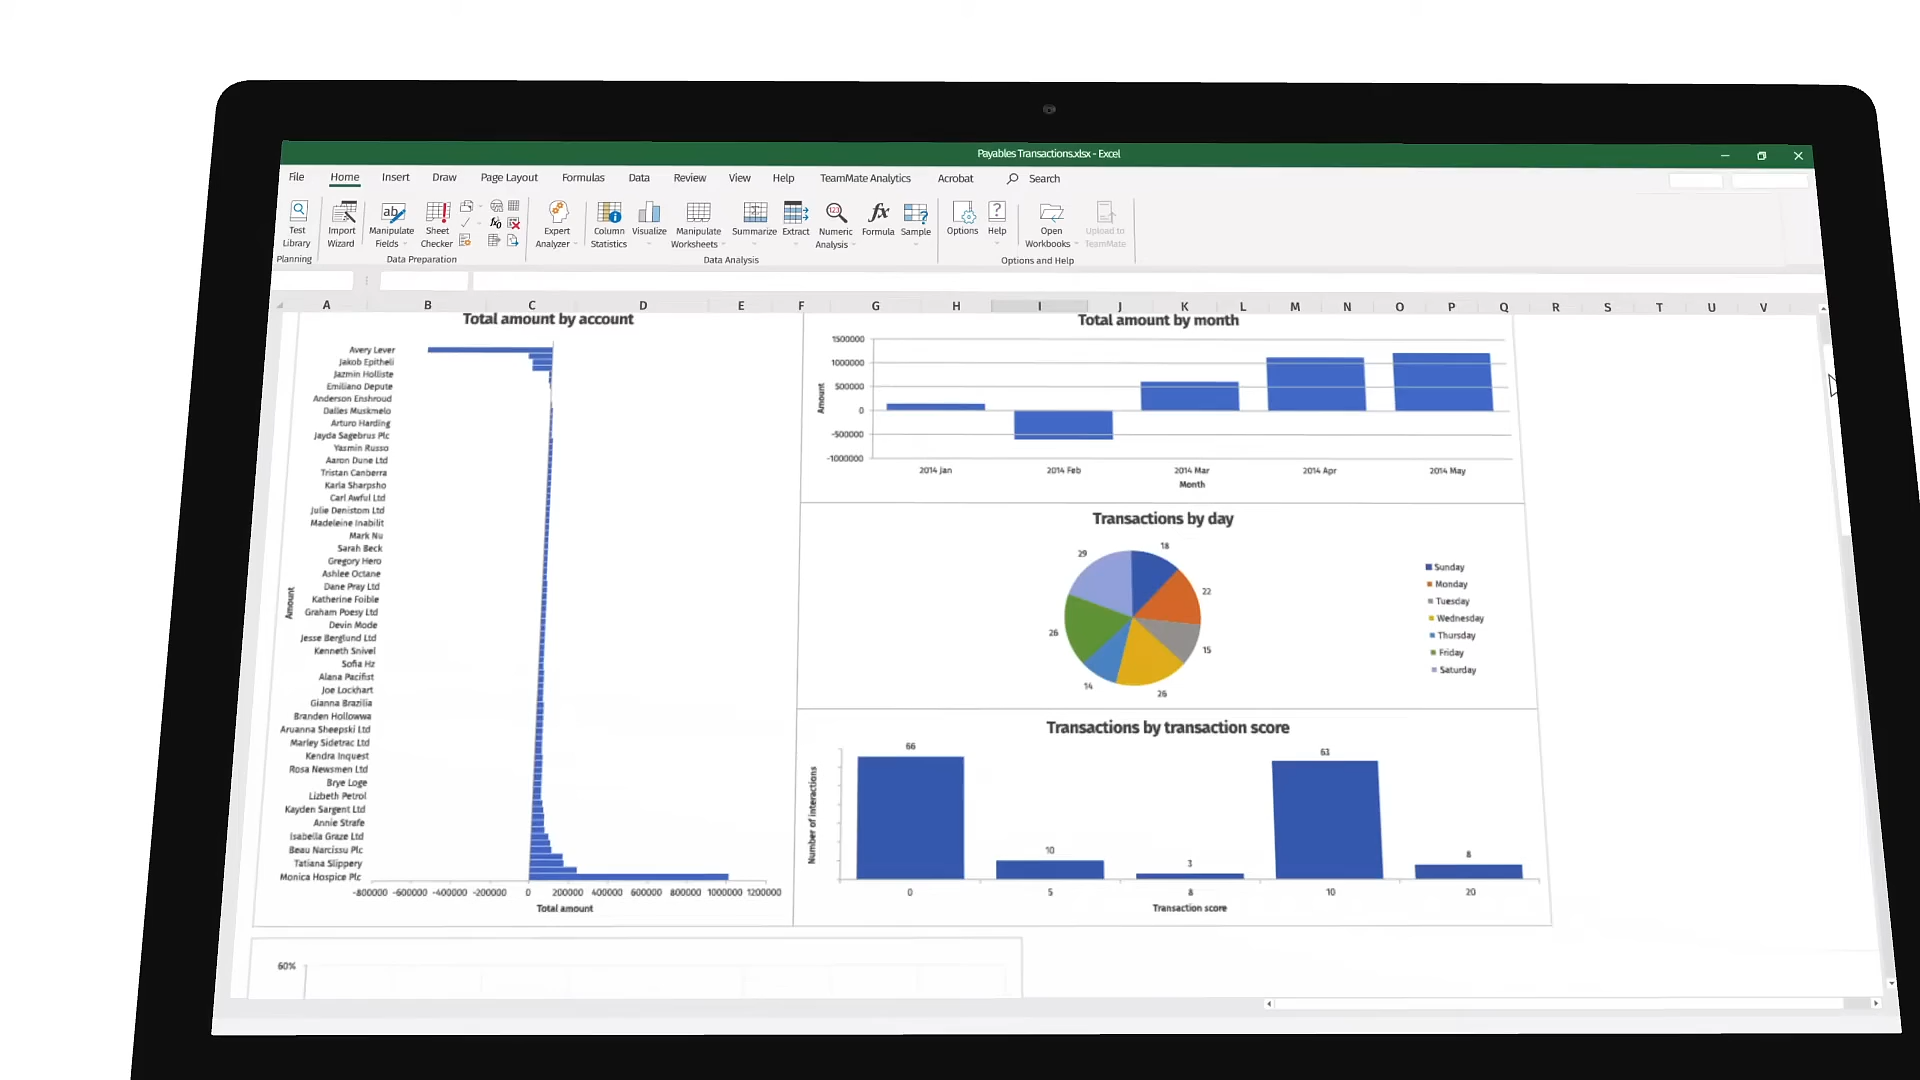 Payables Transactions.xlsx - Excel
File Home Insert Draw Page Layout Formulas Data Review View Help TeamMate Analytics Acrobat Search
Test Library
Import Wizard
Manipulate Fields
Sheet Checker
Expert Analyzer
Column Statistics
Visualize
Manipulate Worksheets
Summarize
Extract
Numeric Analysis
Formula
Sample
Options
Help
Open Workbooks
Upload to TeamMate
Planning
Data Preparation
Data Analysis
Options and Help
A B C D E F G H I J K L M N O P Q R S T U V
Total amount by account
Avery Lever
Jakob Epitheli
Jazmin Holliste
Emiliano Depute
Anderson Enshroud
Dalles Muskmelo
Arturo Harding
Jayda Sagebrus Plc
Yasmin Russo
Aaron Dune Ltd
Tristan Canberra
Karla Sharpsho
Carl Awful Ltd
Julie Denistom Ltd
Madeleine Inabilit
Mark Nu
Sarah Beck
Gregory Hero
Ashlee Octane
Dane Pray Ltd
Katherine Foible
Graham Poesy Ltd
Devin Mode
Jesse Berglund Ltd
Kenneth Snivel
Sofia Hz
Alana Pacifist
Joe Lockhart
Gianna Brazilia
Branden Hollowwa
Aruanna Sheepski Ltd
Marley Sidetrac Ltd
Kendra Inquest
Rosa Newsmen Ltd
Brye Loge
Lizbeth Petrol
Kayden Sargent Ltd
Annie Strafe
Isabella Graze Ltd
Beau Narcissu Plc
Tatiana Slippery
Monica Hospice Plc
Amount
-800000 -600000 -400000 -200000 0 200000 400000 600000 800000 1000000 1200000
Total amount
Total amount by month
1500000
1000000
500000
0
-500000
-1000000
Amount
2014 Jan 2014 Feb 2014 Mar 2014 Apr 2014 May
Month
Transactions by day
18
22
15
26
14
26
29
Sunday
Monday
Tuesday
Wednesday
Thursday
Friday
Saturday
Transactions by transaction score
66 10 3 63 8
Number of interactions
0 5 8 10 20
Transaction score
60%